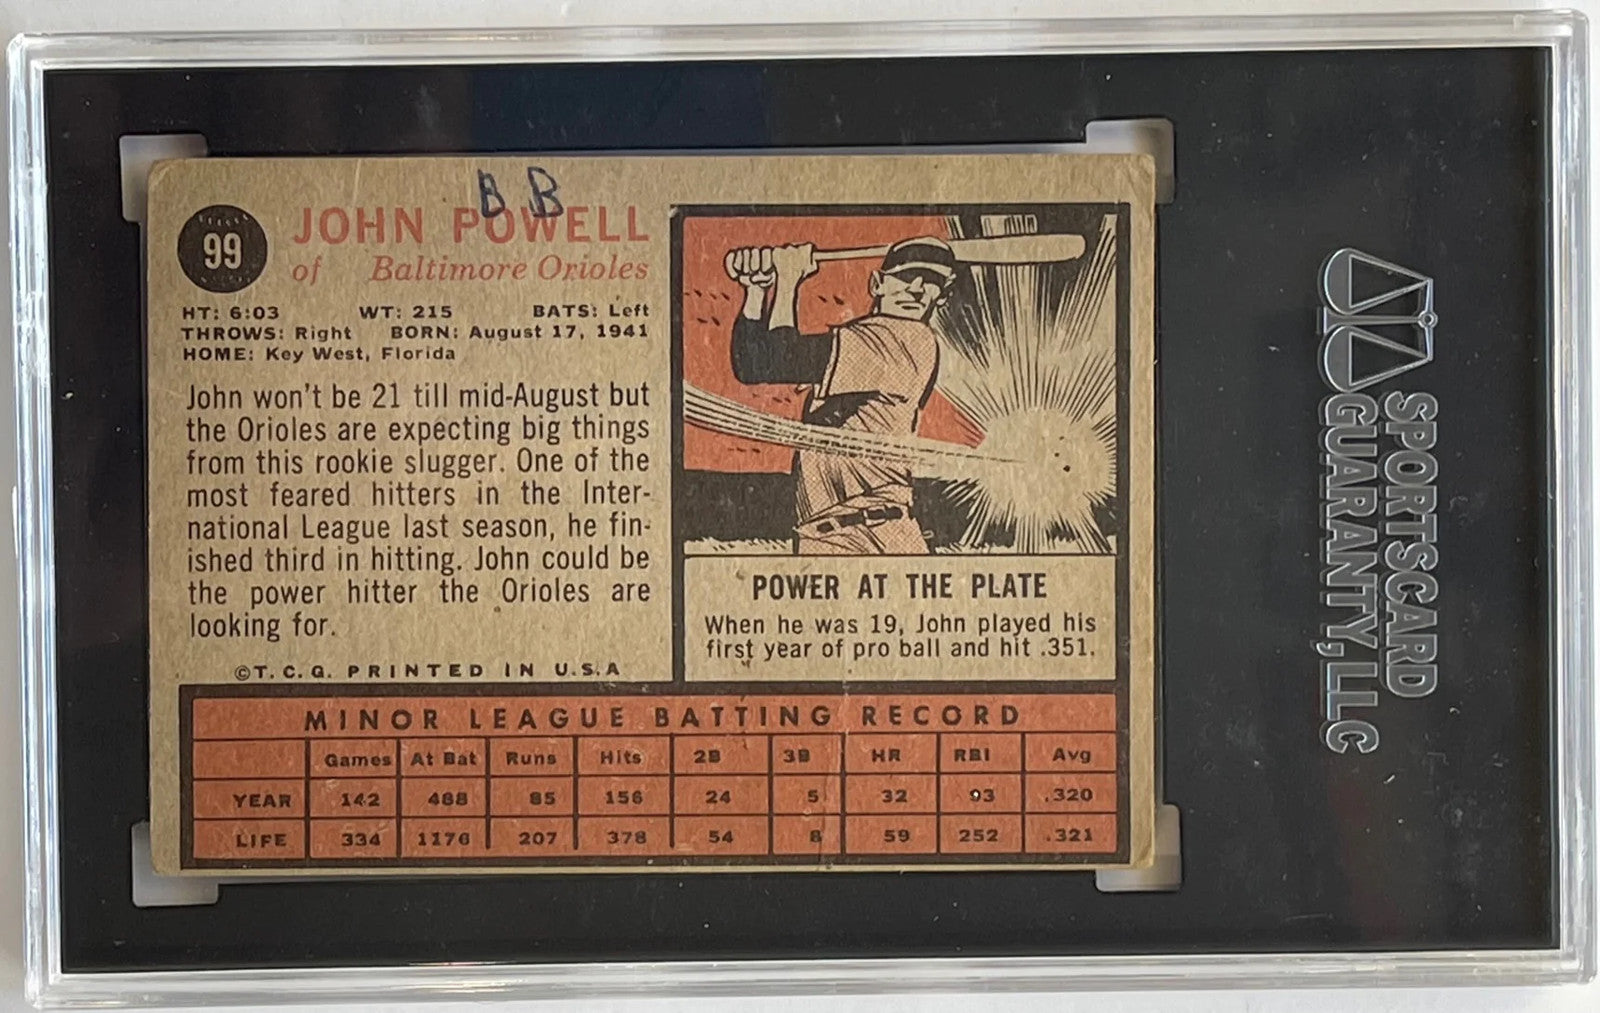 B B
99
JOHN POWELL
of Baltimore Orioles
HT: 6:03 WT: 215 BATS: Left
THROWS: Right BORN: August 17, 1941
HOME: Key West, Florida
John won't be 21 till mid-August but
the Orioles are expecting big things
from this rookie slugger. One of the
most feared hitters in the Inter-
national League last season, he fin-
ished third in hitting. John could be
the power hitter the Orioles are
looking for.
©T. C. G. PRINTED IN U.S.A
POWER AT THE PLATE
When he was 19, John played his
first year of pro ball and hit .351.
MINOR LEAGUE BATTING RECORD
Games At Bat Runs Hits 2B 3B HR RBI Avg
YEAR 142 488 85 156 24 5 32 93 .320
LIFE 334 1176 207 378 54 8 59 252 .321
SPORTSCARD
GUARANTY, LLC